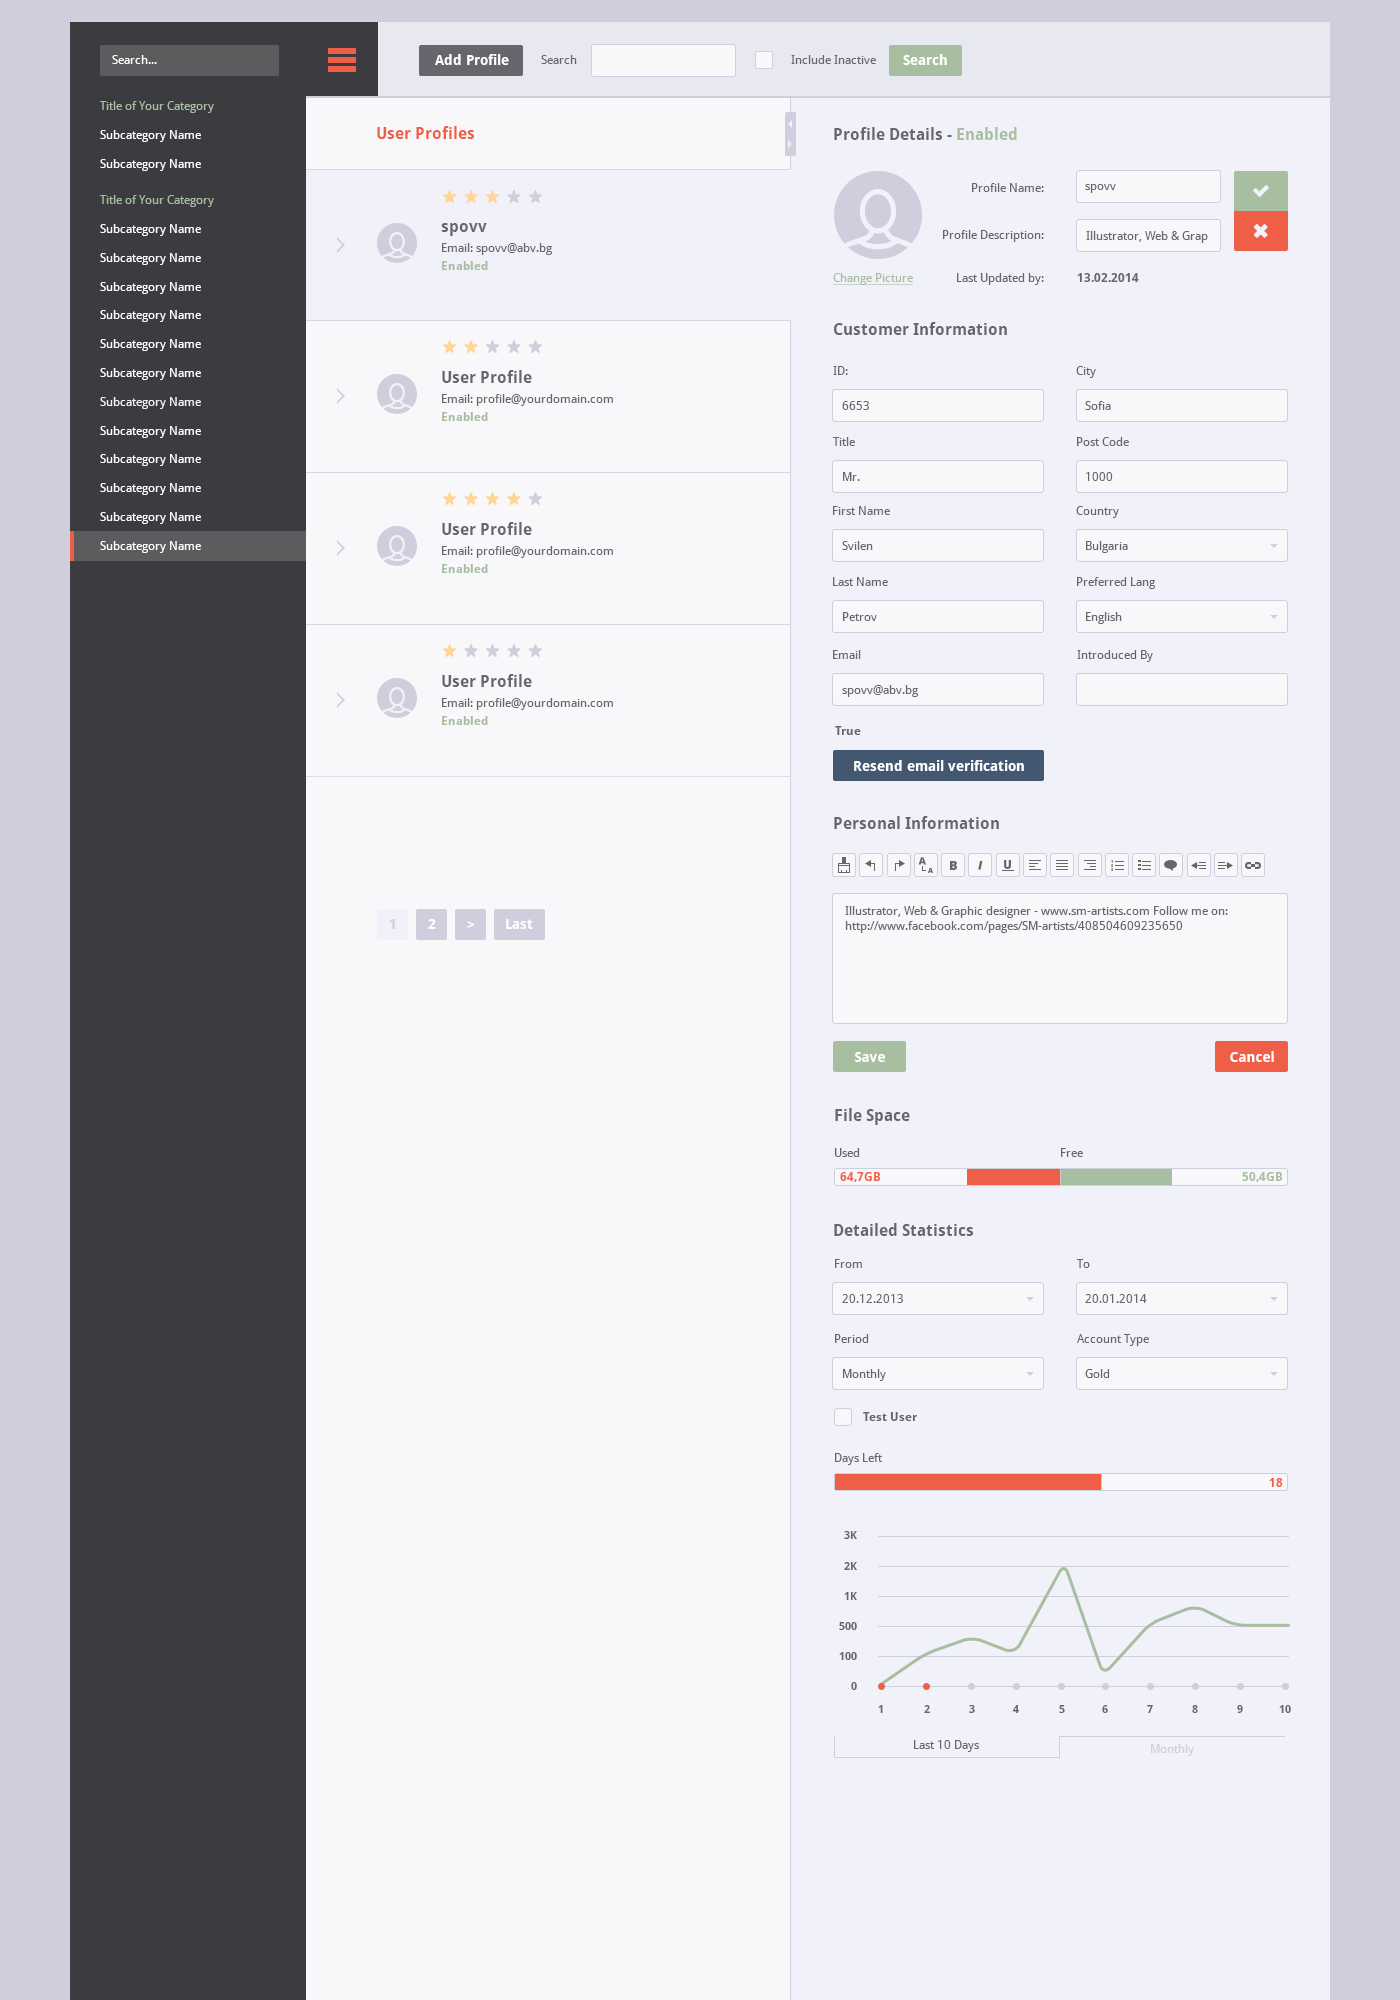 Search...
Title of Your Category
Subcategory Name
Subcategory Name
Title of Your Category
Subcategory Name
Subcategory Name
Subcategory Name
Subcategory Name
Subcategory Name
Subcategory Name
Subcategory Name
Subcategory Name
Subcategory Name
Subcategory Name
Subcategory Name
Subcategory Name
Add Profile Search Include Inactive Search
User Profiles
spovv
Email: spovv@abv.bg
Enabled
User Profile
Email: profile@yourdomain.com
Enabled
User Profile
Email: profile@yourdomain.com
Enabled
User Profile
Email: profile@yourdomain.com
Enabled
1 2 > Last
Profile Details - Enabled
Profile Name: spovv
Profile Description: Illustrator, Web & Grap
Change Picture Last Updated by: 13.02.2014
Customer Information
ID: City
6653 Sofia
Title Post Code
Mr. 1000
First Name Country
Svilen Bulgaria
Last Name Preferred Lang
Petrov English
Email Introduced By
spovv@abv.bg
True
Resend email verification
Personal Information
A A B I U
Illustrator, Web & Graphic designer - www.sm-artists.com Follow me on:
http://www.facebook.com/pages/SM-artists/408504609235650
Save Cancel
File Space
Used Free
64,7GB 50,4GB
Detailed Statistics
From To
20.12.2013 20.01.2014
Period Account Type
Monthly Gold
Test User
Days Left
18
3K
2K
1K
500
100
0
1 2 3 4 5 6 7 8 9 10
Last 10 Days Monthly